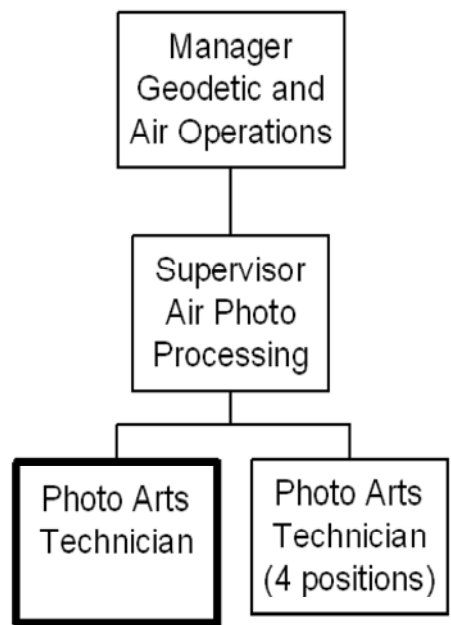 Manager
Geodetic and
Air Operations
Supervisor
Air Photo
Processing
Photo Arts
Technician
Photo Arts
Technician
(4 positions)